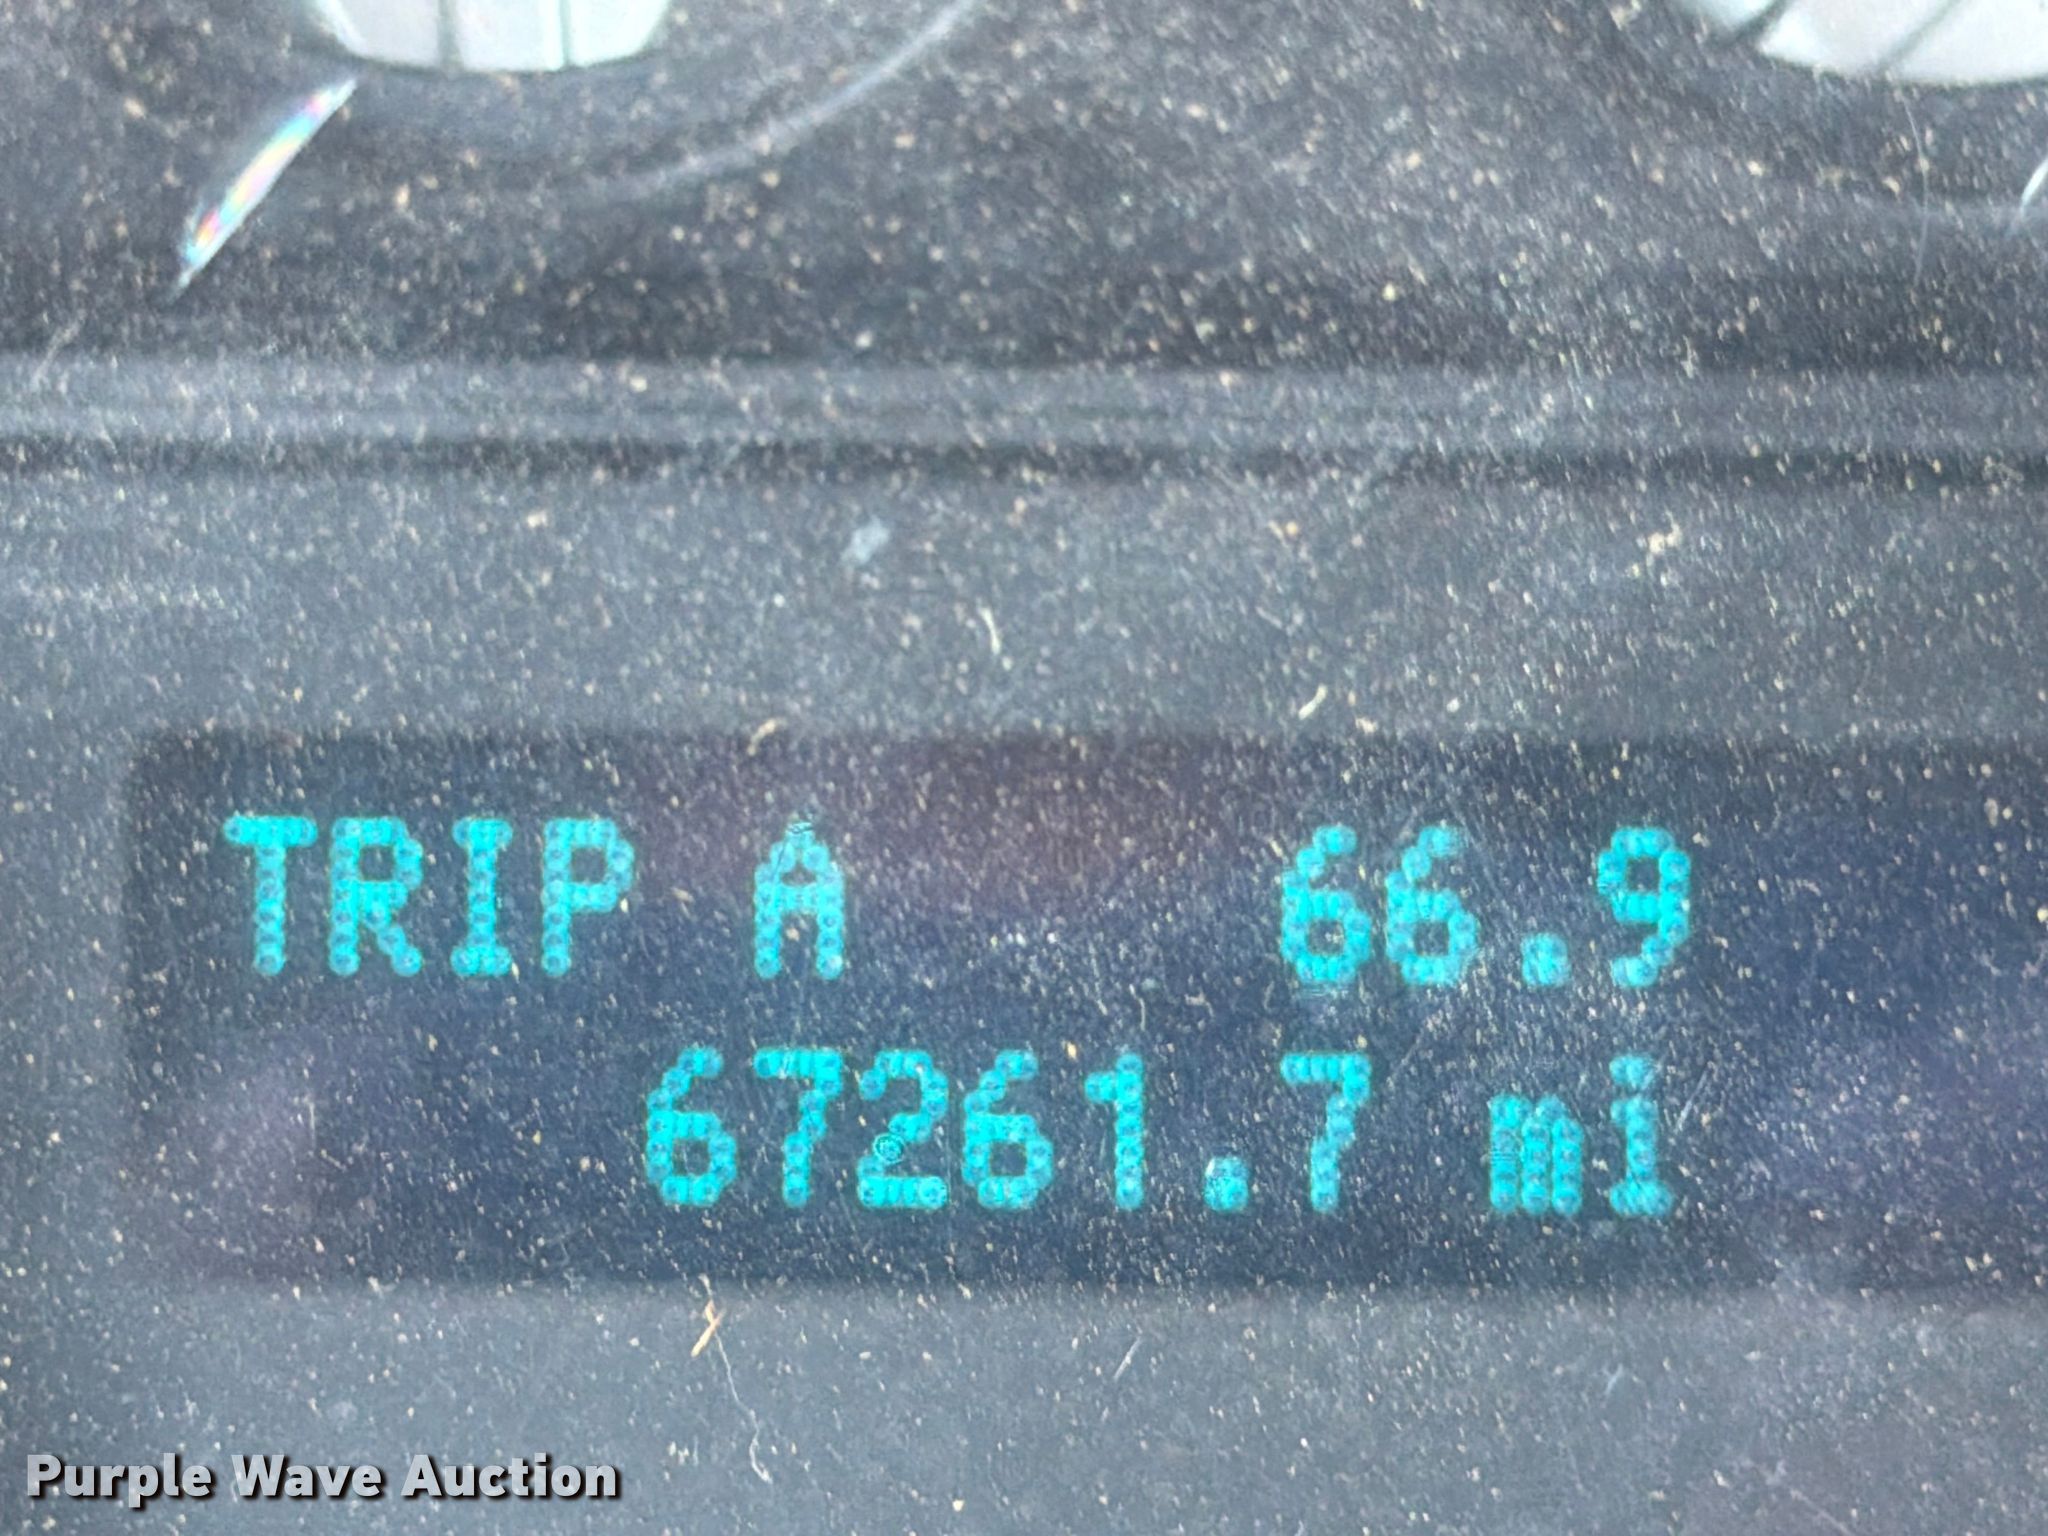 TRIP A 66.9
67261.7 mi
Purple Wave Auction